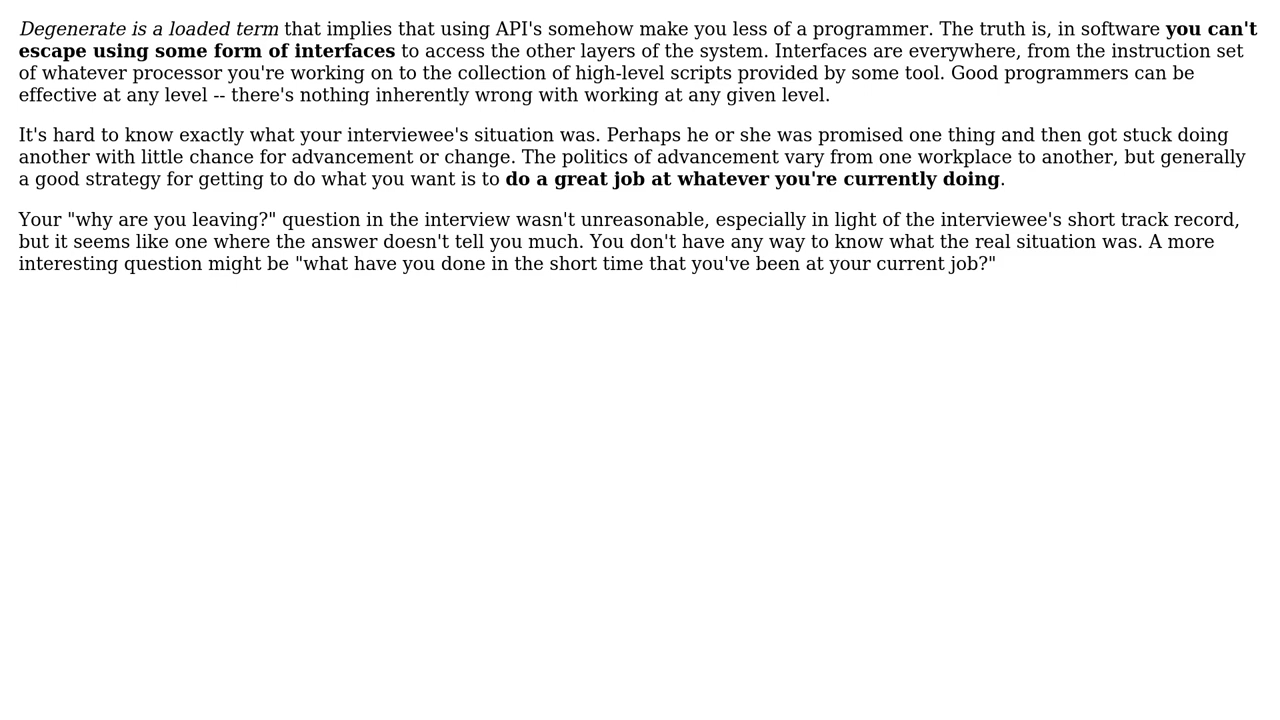 Degenerate is a loaded term that implies that using API's somehow make you less of a programmer. The truth is, in software you can't
escape using some form of interfaces to access the other layers of the system. Interfaces are everywhere, from the instruction set
of whatever processor you're working on to the collection of high-level scripts provided by some tool. Good programmers can be
effective at any level -- there's nothing inherently wrong with working at any given level.
It's hard to know exactly what your interviewee's situation was. Perhaps he or she was promised one thing and then got stuck doing
another with little chance for advancement or change. The politics of advancement vary from one workplace to another, but generally
a good strategy for getting to do what you want is to do a great job at whatever you're currently doing.
Your "why are you leaving?" question in the interview wasn't unreasonable, especially in light of the interviewee's short track record,
but it seems like one where the answer doesn't tell you much. You don't have any way to know what the real situation was. A more
interesting question might be "what have you done in the short time that you've been at your current job?"